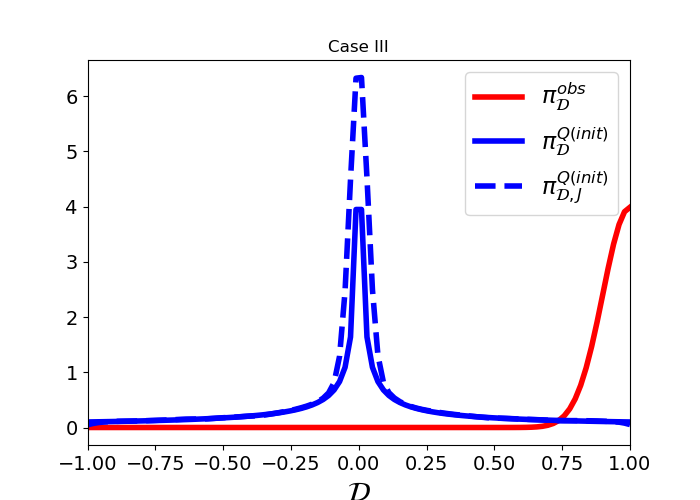 Case III
π_𝒟^{obs}
π_𝒟^{Q(init)}
π_{𝒟,J}^{Q(init)}
6
5
4
3
2
1
0
−1.00 −0.75 −0.50 −0.25 0.00 0.25 0.50 0.75 1.00
𝒟